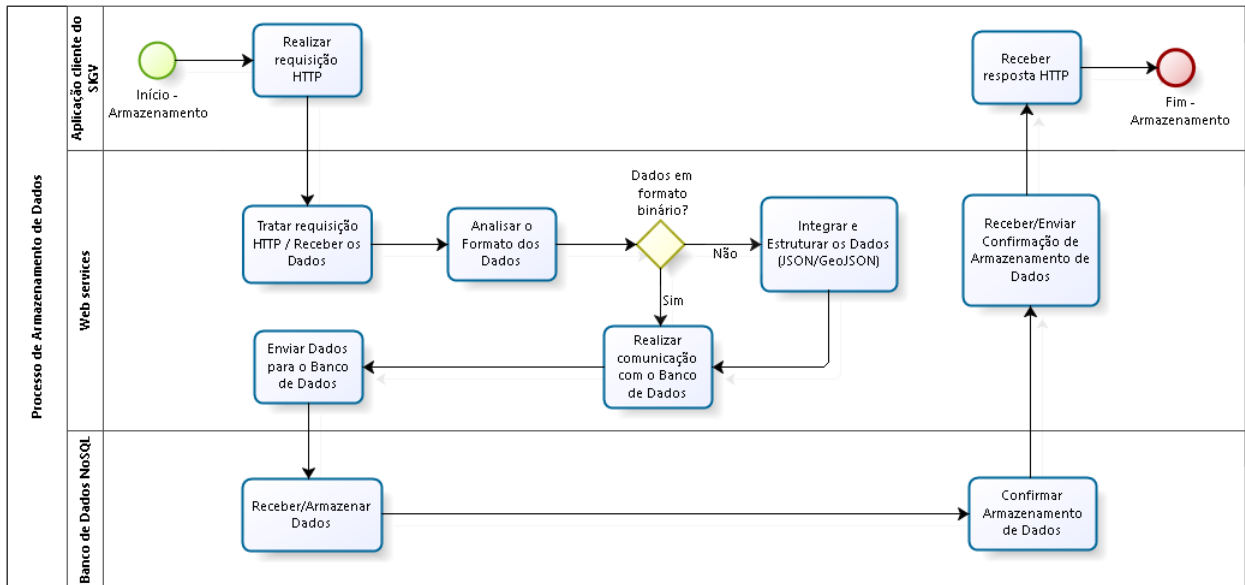 Processo de Armazenamento de Dados
Aplicação cliente do
SIGV
Início -
Armazenamento
Realizar
requisição
HTTP
Receber
resposta HTTP
Fim -
Armazenamento
Web services
Tratar requisição
HTTP / Receber os
Dados
Analisar o
Formato dos
Dados
Dados em
formato
binário?
Não
Sim
Integrar e
Estruturar os Dados
(JSON/GeoJSON)
Receber/Enviar
Confirmação de
Armazenamento de
Dados
Enviar Dados
para o Banco
de Dados
Realizar
comunicação
com o Banco
de Dados
Banco de Dados NoSQL
Receber/Armazenar
Dados
Confirmar
Armazenamento
de Dados